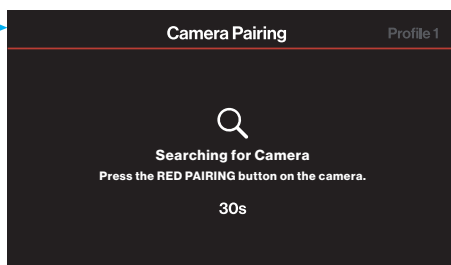 Camera Pairing
Profile 1
Searching for Camera
Press the RED PAIRING button on the camera.
30s